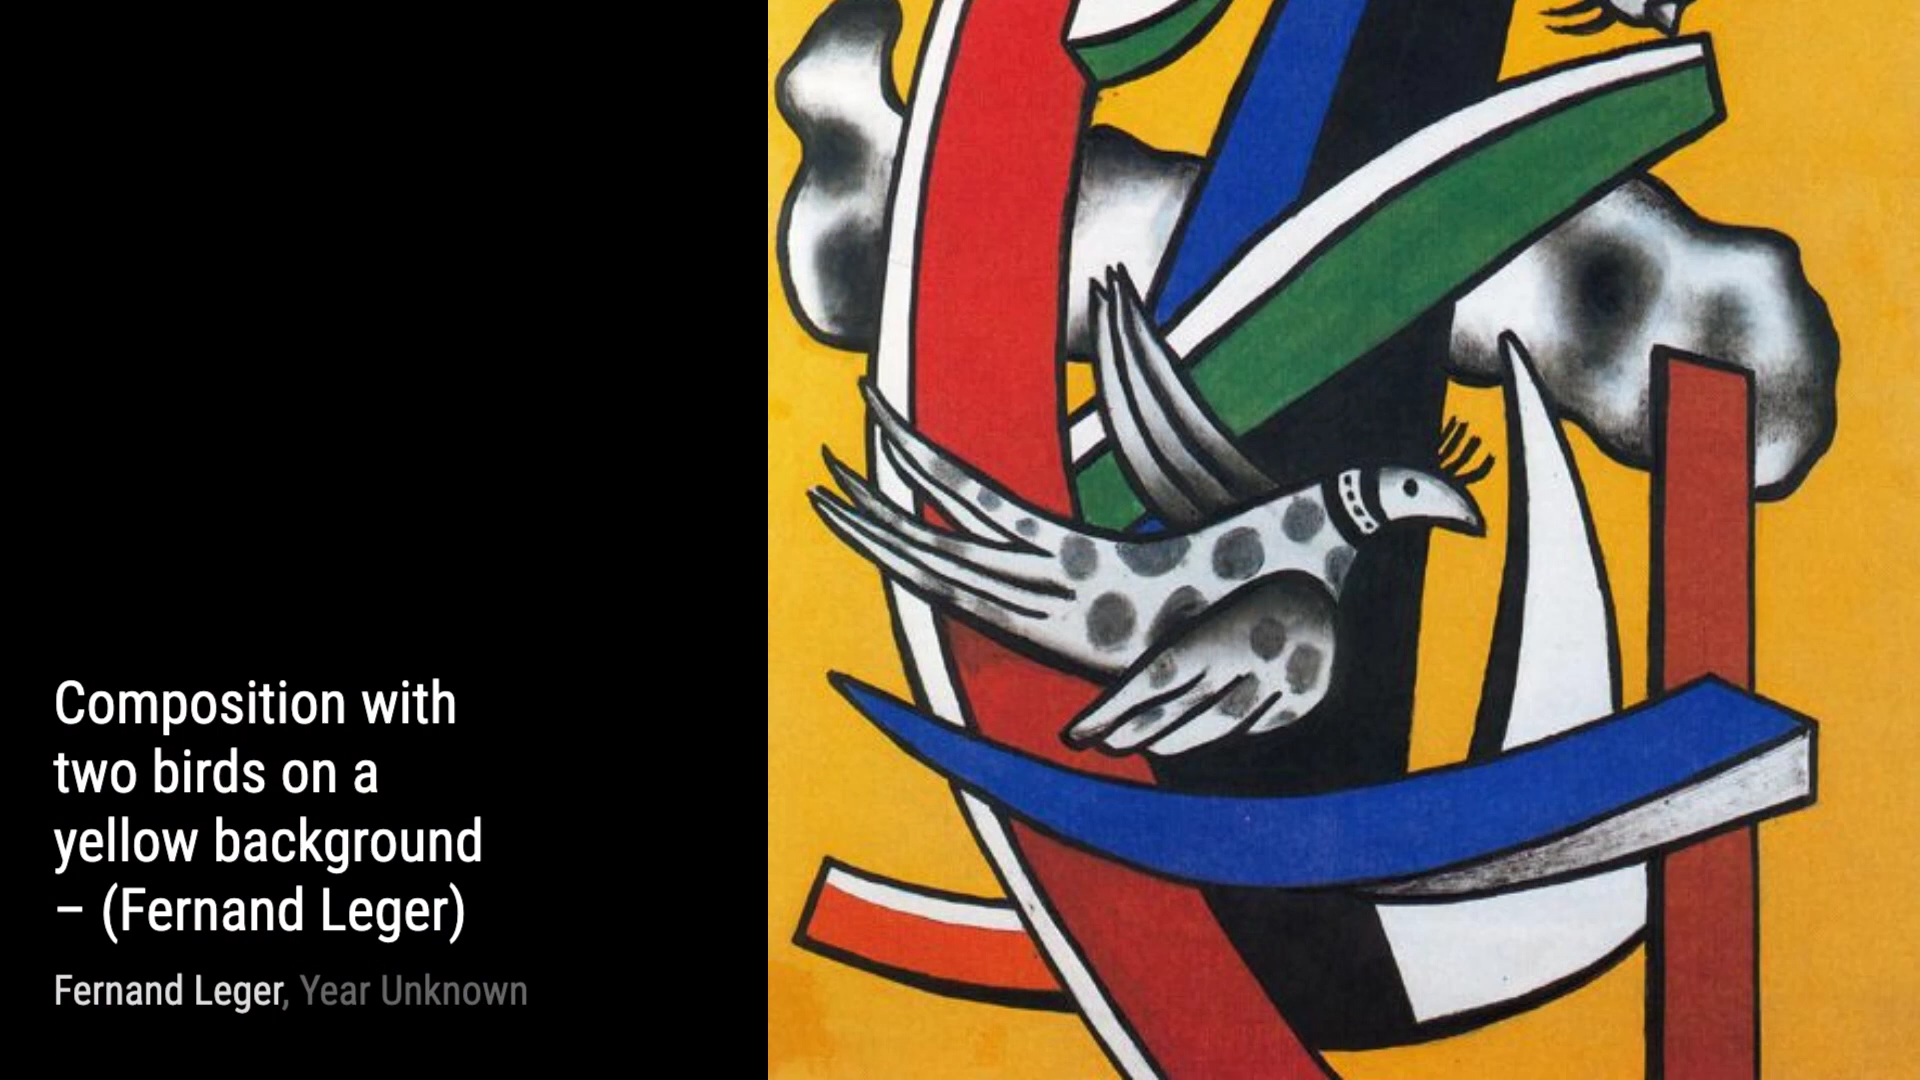 Composition with
two birds on a
yellow background
– (Fernand Leger)
Fernand Leger, Year Unknown